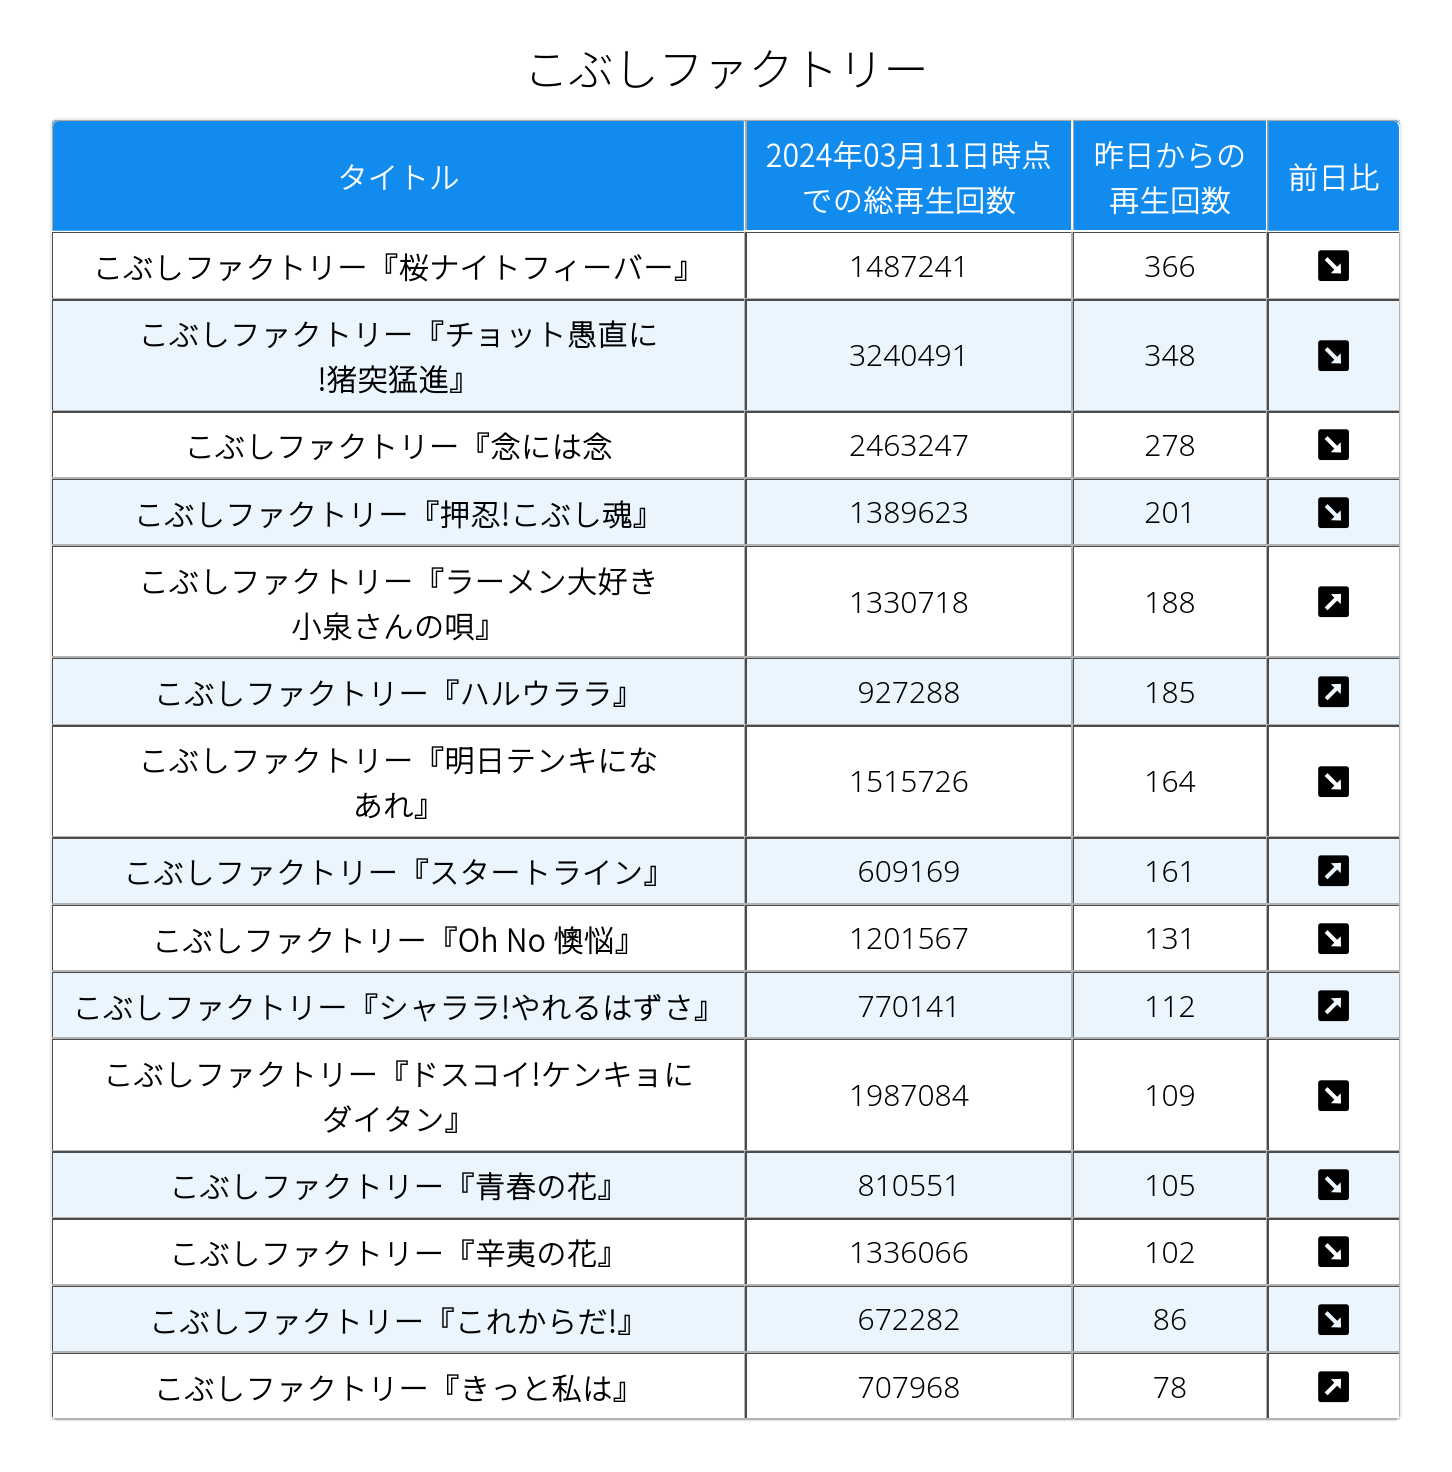 こぶしファクトリー
タイトル
2024年03月11日時点
での総再生回数
昨日からの
再生回数
前日比
こぶしファクトリー『桜ナイトフィーバー』
1487241
366
こぶしファクトリー『チョット愚直に
!猪突猛進』
3240491
348
こぶしファクトリー『念には念
2463247
278
こぶしファクトリー『押忍!こぶし魂』
1389623
201
こぶしファクトリー『ラーメン大好き
小泉さんの唄』
1330718
188
こぶしファクトリー『ハルウララ』
927288
185
こぶしファクトリー『明日テンキにな
あれ』
1515726
164
こぶしファクトリー『スタートライン』
609169
161
こぶしファクトリー『Oh No 懊悩』
1201567
131
こぶしファクトリー『シャララ!やれるはずさ』
770141
112
こぶしファクトリー『ドスコイ!ケンキョに
ダイタン』
1987084
109
こぶしファクトリー『青春の花』
810551
105
こぶしファクトリー『辛夷の花』
1336066
102
こぶしファクトリー『これからだ!』
672282
86
こぶしファクトリー『きっと私は』
707968
78